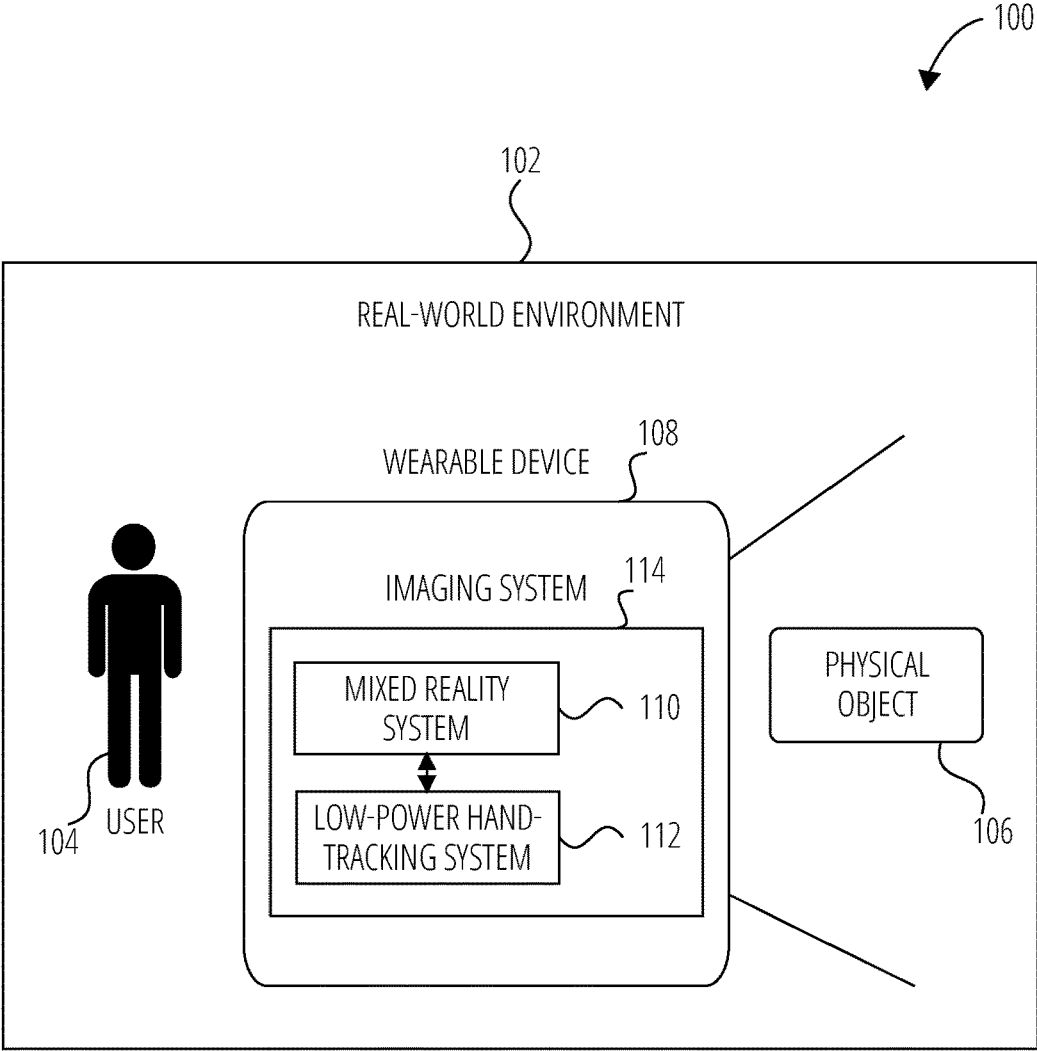 100
102
REAL-WORLD ENVIRONMENT
108
WEARABLE DEVICE
114
IMAGING SYSTEM
MIXED REALITY
SYSTEM
110
LOW-POWER HAND-
TRACKING SYSTEM
112
PHYSICAL
OBJECT
106
USER
104